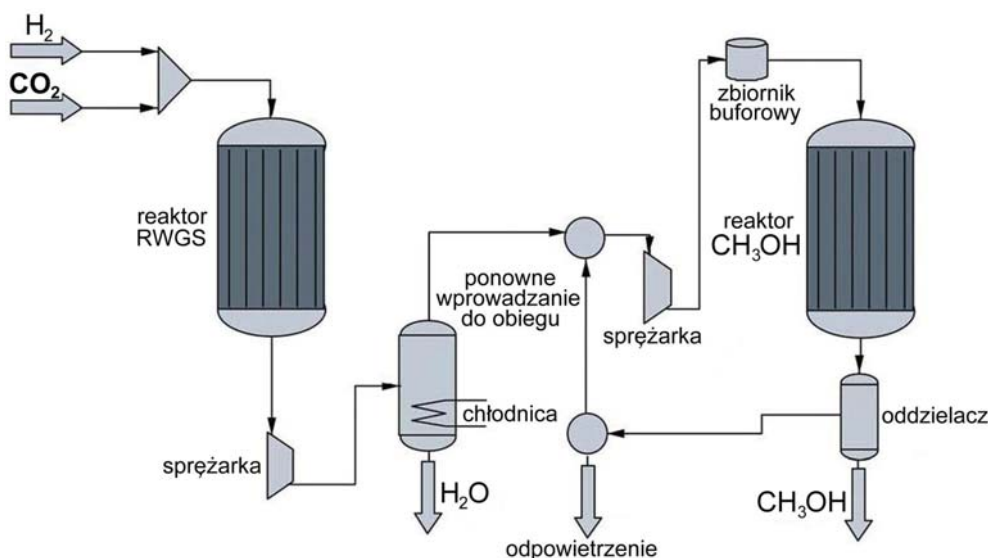 H₂
CO₂
reaktor
RWGS
sprężarka
H₂O
chłodnica
ponowne
wprowadzanie
do obiegu
odpowietrzenie
sprężarka
zbiornik
buforowy
reaktor
CH₃OH
oddzielacz
CH₃OH